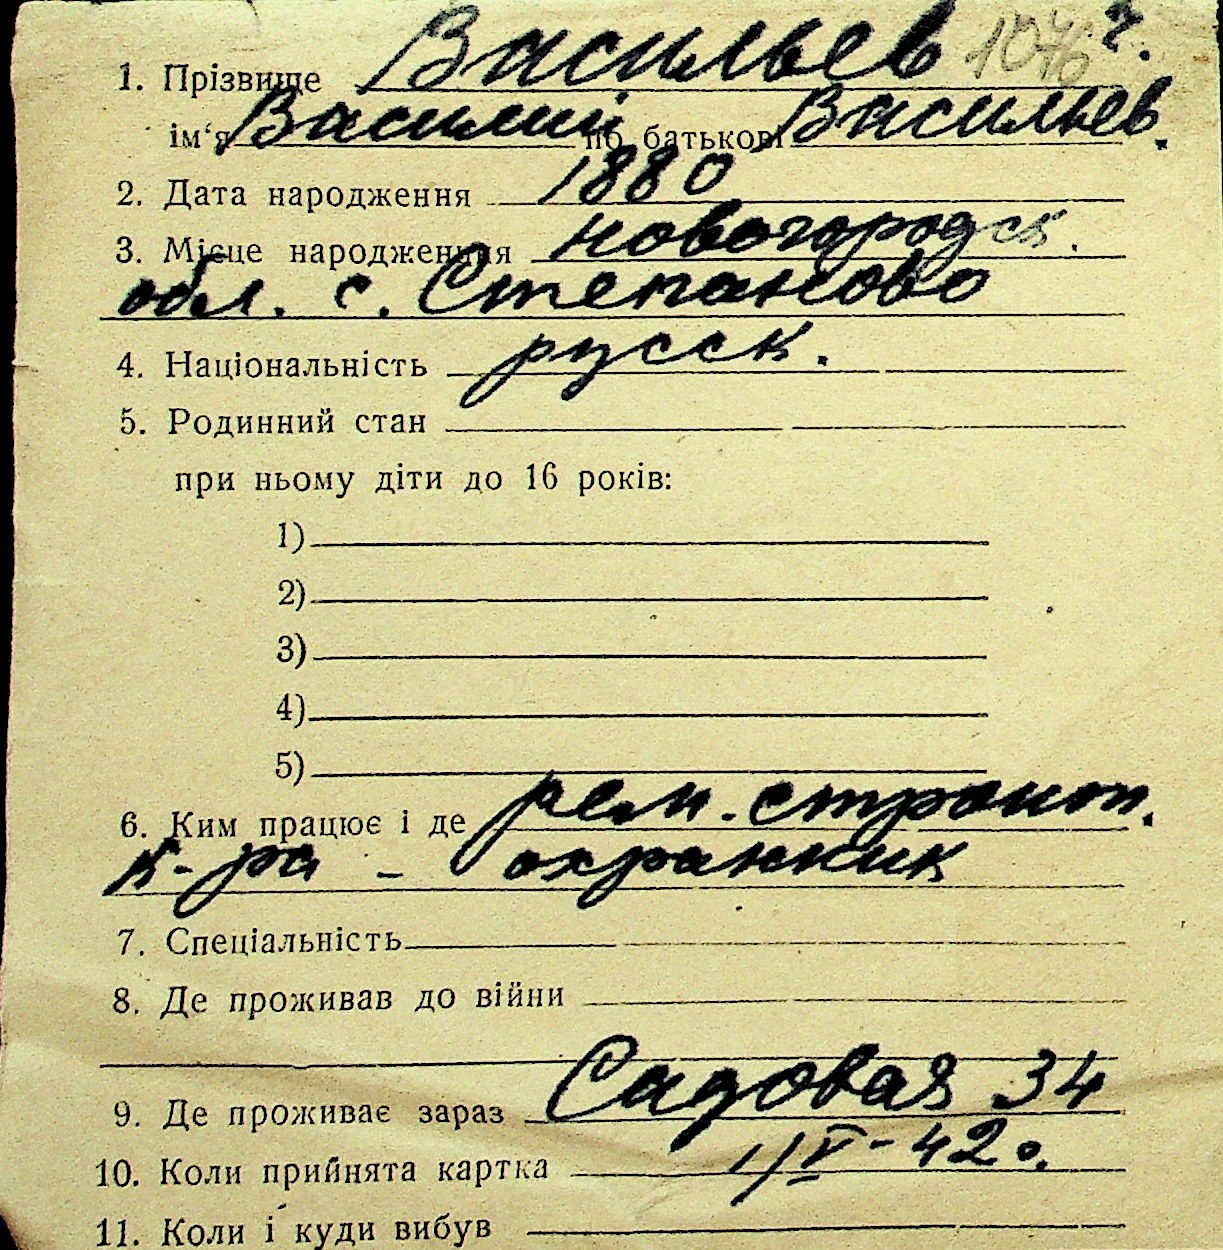 1. Прізвище Васильев 1076 г.
ім‘я Василий по батькові Васильев.
2. Дата народження 1880
3. Місце народження новогородск.
обл. с. Степаново
4. Національність русск.
5. Родинний стан
при ньому діти до 16 років:
1)
2)
3)
4)
5)
6. Ким працює і де рем. строит.
к-ра - охранник
7. Спеціальність
8. Де проживав до війни
9. Де проживає зараз Садовая 34
10. Коли прийнята картка 1/V-42 г.
11. Коли і куди вибув